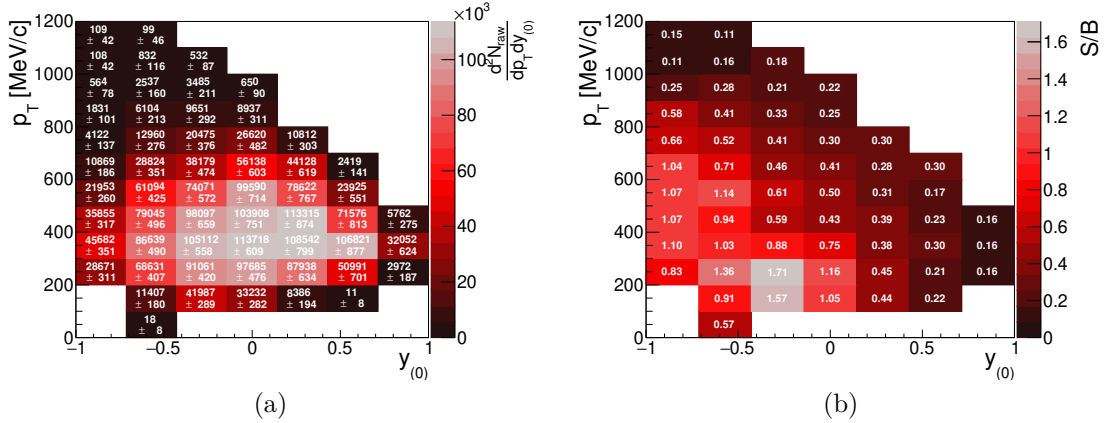 1200
1000
800
600
400
200
0
p_T [MeV/c]
109 99
± 42 ± 46
108 832 532
± 42 ± 116 ± 87
564 2537 3485 650
± 78 ± 160 ± 211 ± 90
1831 6104 9651 8937
± 101 ± 213 ± 292 ± 311
4122 12960 20475 26620 10812
± 137 ± 276 ± 376 ± 482 ± 303
10869 28824 38179 56138 44128 2419
± 186 ± 351 ± 474 ± 603 ± 619 ± 141
21953 61094 74071 99590 78622 23925
± 260 ± 425 ± 572 ± 714 ± 767 ± 551
35855 79045 98097 103908 113315 71576 5762
± 317 ± 496 ± 659 ± 751 ± 874 ± 813 ± 275
45682 86639 105112 113718 108542 106821 32052
± 351 ± 490 ± 558 ± 609 ± 799 ± 877 ± 624
28671 68631 91061 97685 87938 50991 2972
± 311 ± 407 ± 420 ± 476 ± 634 ± 701 ± 187
11407 41987 33232 8386 11
± 180 ± 289 ± 282 ± 194 ± 8
18
± 8
−1 −0.5 0 0.5 1
y_(0)
×10³
100
80
60
40
20
0
d²N_raw
dp_T dy_(0)
(a)
1200
1000
800
600
400
200
0
p_T [MeV/c]
0.15 0.11
0.11 0.16 0.18
0.25 0.28 0.21 0.22
0.58 0.41 0.33 0.25
0.66 0.52 0.41 0.30 0.30
1.04 0.71 0.46 0.41 0.28 0.30
1.07 1.14 0.61 0.50 0.31 0.17
1.07 0.94 0.59 0.43 0.39 0.23 0.16
1.10 1.03 0.88 0.75 0.38 0.30 0.16
0.83 1.36 1.71 1.16 0.45 0.21 0.16
0.91 1.57 1.05 0.44 0.22
0.57
−1 −0.5 0 0.5 1
y_(0)
1.6
1.4
1.2
1
0.8
0.6
0.4
0.2
0
S/B
(b)